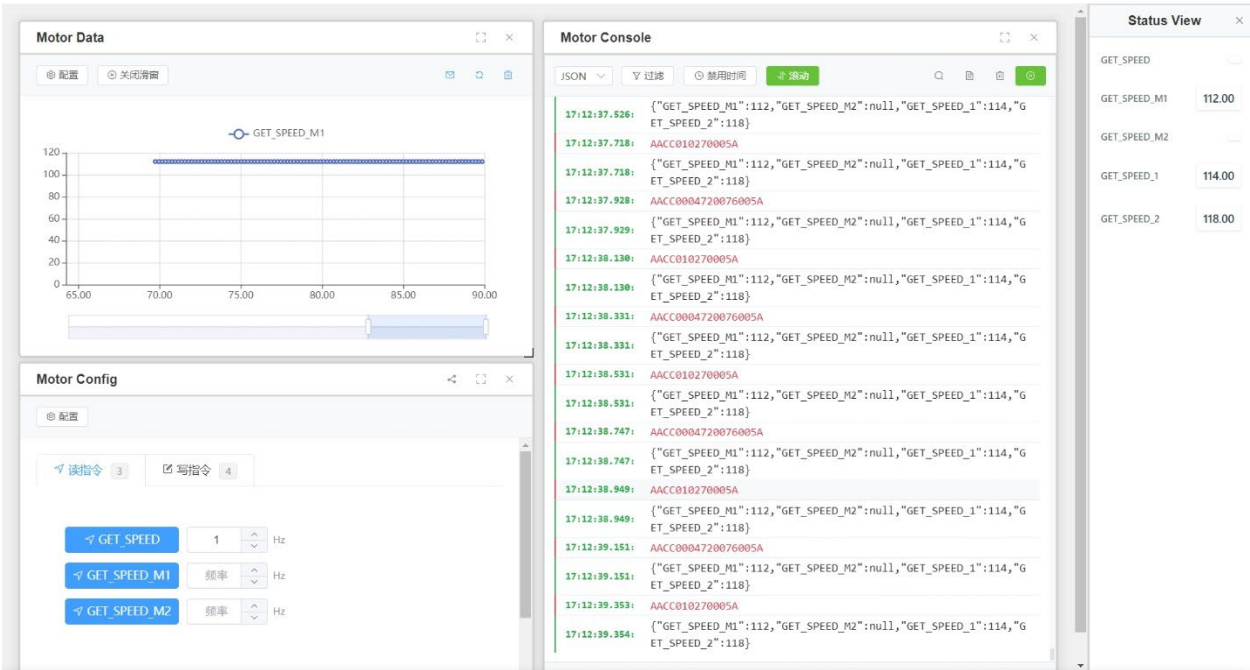 Motor Data
配置
关闭滑窗
GET_SPEED_M1
120
100
80
60
40
20
0
65.00 70.00 75.00 80.00 85.00 90.00
Motor Config
配置
读指令 3 写指令 4
GET_SPEED 1 Hz
GET_SPEED_M1 频率 Hz
GET_SPEED_M2 频率 Hz
Motor Console
JSON 过滤 禁用时间 滚动
17:12:37.526: {"GET_SPEED_M1":112,"GET_SPEED_M2":null,"GET_SPEED_1":114,"G
ET_SPEED_2":118}
17:12:37.718: AACC010270005A
17:12:37.718: {"GET_SPEED_M1":112,"GET_SPEED_M2":null,"GET_SPEED_1":114,"G
ET_SPEED_2":118}
17:12:37.928: AACC0004720076005A
17:12:37.929: {"GET_SPEED_M1":112,"GET_SPEED_M2":null,"GET_SPEED_1":114,"G
ET_SPEED_2":118}
17:12:38.130: AACC010270005A
17:12:38.130: {"GET_SPEED_M1":112,"GET_SPEED_M2":null,"GET_SPEED_1":114,"G
ET_SPEED_2":118}
17:12:38.331: AACC0004720076005A
17:12:38.331: {"GET_SPEED_M1":112,"GET_SPEED_M2":null,"GET_SPEED_1":114,"G
ET_SPEED_2":118}
17:12:38.531: AACC010270005A
17:12:38.531: {"GET_SPEED_M1":112,"GET_SPEED_M2":null,"GET_SPEED_1":114,"G
ET_SPEED_2":118}
17:12:38.747: AACC0004720076005A
17:12:38.747: {"GET_SPEED_M1":112,"GET_SPEED_M2":null,"GET_SPEED_1":114,"G
ET_SPEED_2":118}
17:12:38.949: AACC010270005A
17:12:38.949: {"GET_SPEED_M1":112,"GET_SPEED_M2":null,"GET_SPEED_1":114,"G
ET_SPEED_2":118}
17:12:39.151: AACC0004720076005A
17:12:39.151: {"GET_SPEED_M1":112,"GET_SPEED_M2":null,"GET_SPEED_1":114,"G
ET_SPEED_2":118}
17:12:39.353: AACC010270005A
17:12:39.354: {"GET_SPEED_M1":112,"GET_SPEED_M2":null,"GET_SPEED_1":114,"G
ET_SPEED_2":118}
Status View
GET_SPEED
GET_SPEED_M1 112.00
GET_SPEED_M2
GET_SPEED_1 114.00
GET_SPEED_2 118.00